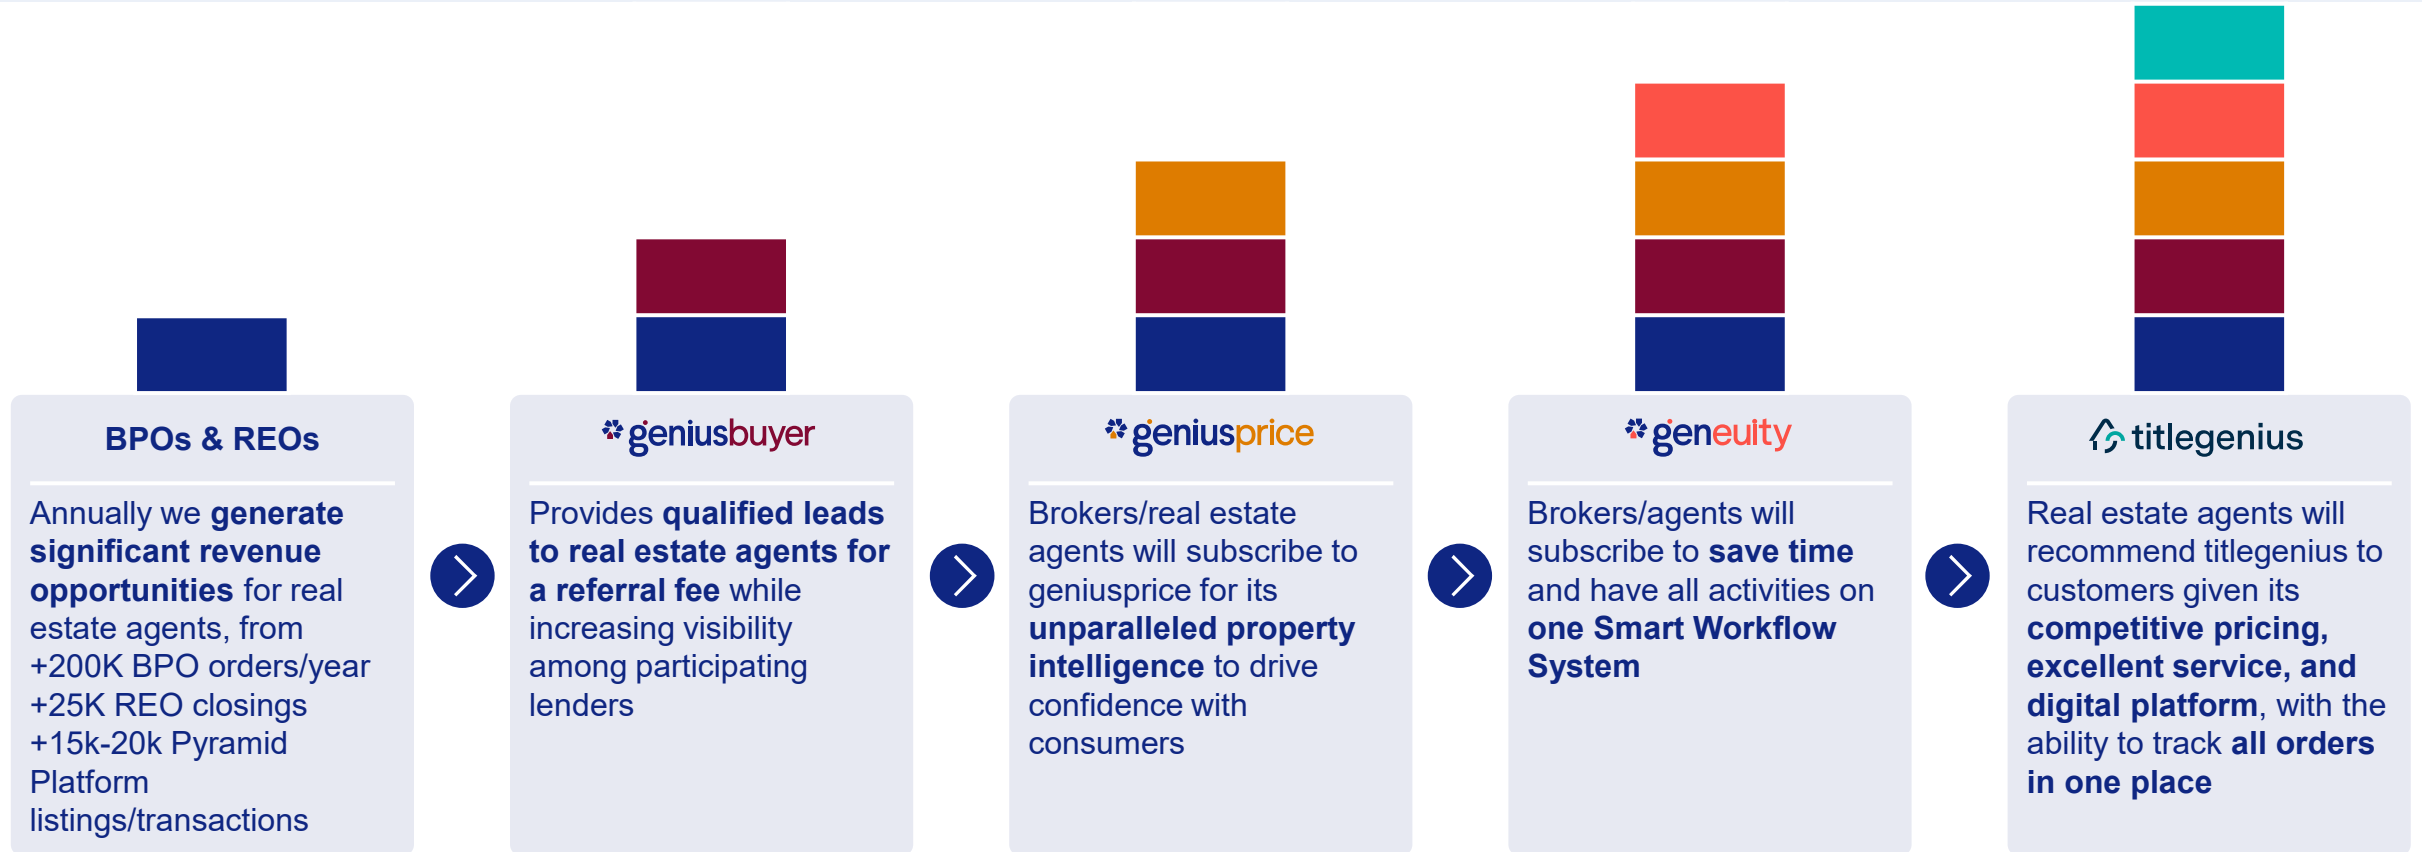 BPOs & REOs
Annually we generate
significant revenue
opportunities for real
estate agents, from
+200K BPO orders/year
+25K REO closings
+15k-20k Pyramid
Platform
listings/transactions
geniusbuyer
Provides qualified leads
to real estate agents for
a referral fee while
increasing visibility
among participating
lenders
geniusprice
Brokers/real estate
agents will subscribe to
geniusprice for its
unparalleled property
intelligence to drive
confidence with
consumers
geneuity
Brokers/agents will
subscribe to save time
and have all activities on
one Smart Workflow
System
titlegenius
Real estate agents will
recommend titlegenius to
customers given its
competitive pricing,
excellent service, and
digital platform, with the
ability to track all orders
in one place